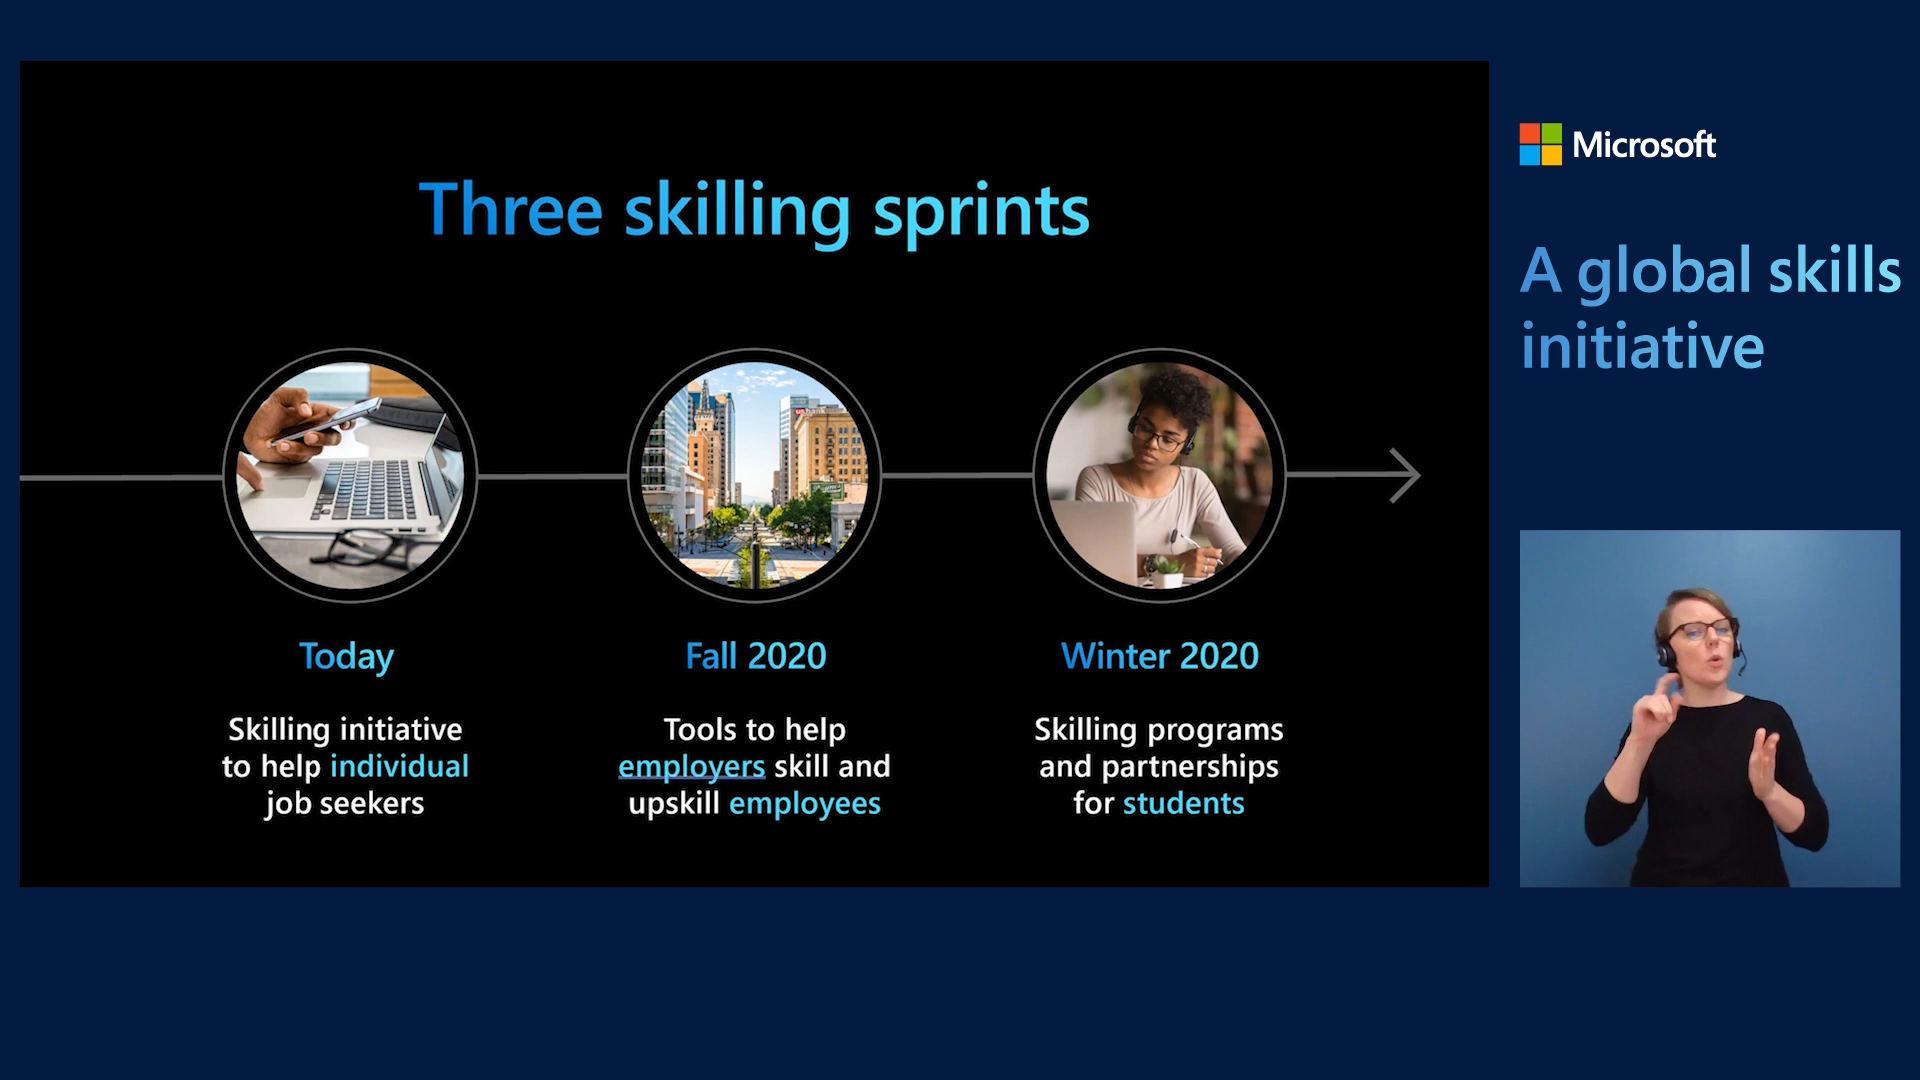 Three skilling sprints
Today
Skilling initiative
to help individual
job seekers
Fall 2020
Tools to help
employers skill and
upskill employees
Winter 2020
Skilling programs
and partnerships
for students
Microsoft
A global skills
initiative